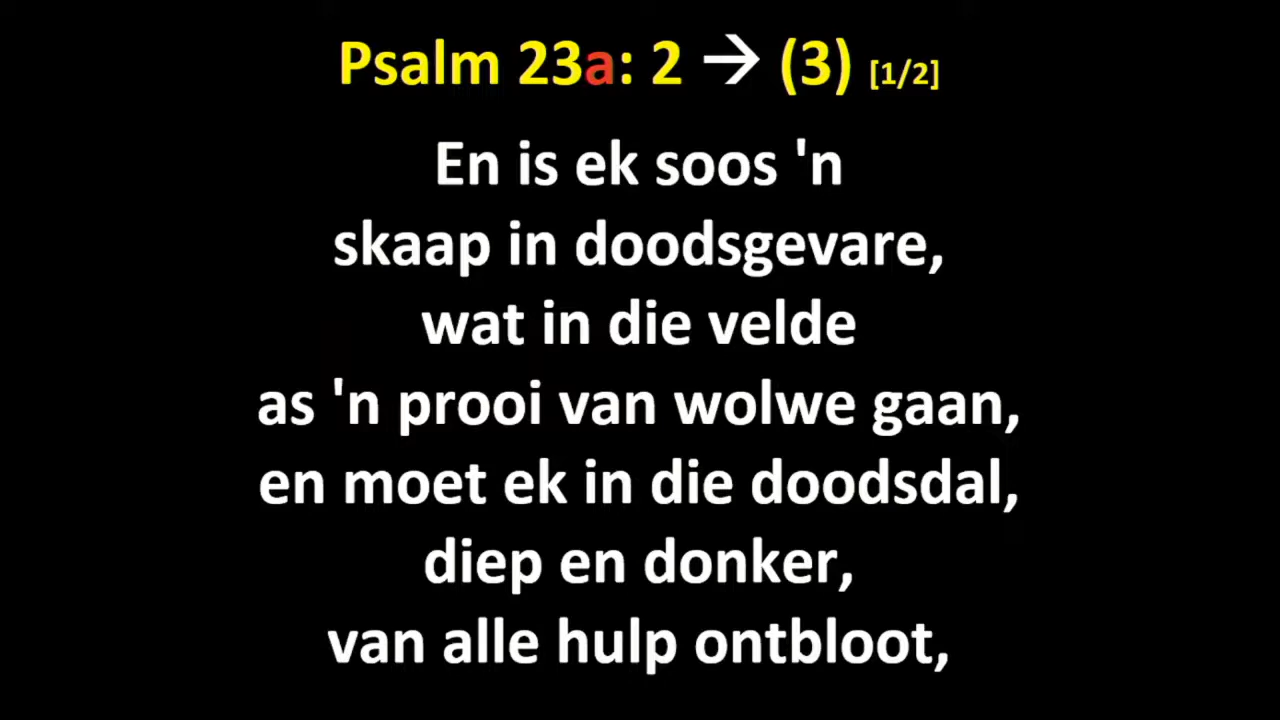 Psalm 23a: 2 → (3) [1/2]
En is ek soos 'n
skaap in doodsgevare,
wat in die velde
as 'n prooi van wolwe gaan,
en moet ek in die doodsdal,
diep en donker,
van alle hulp ontbloot,